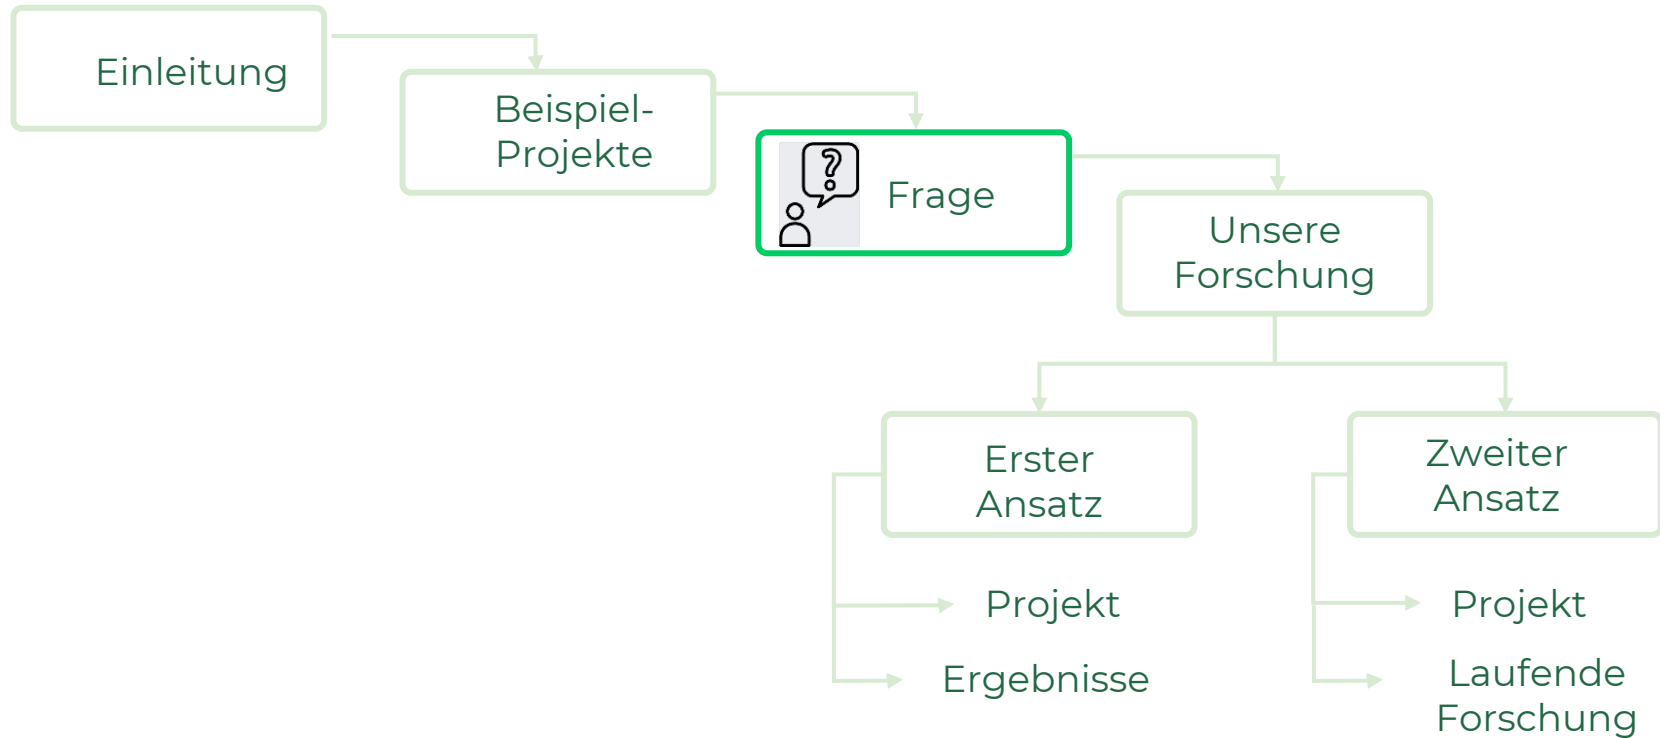 Einleitung
Beispiel-
Projekte
?
Frage
Unsere
Forschung
Erster
Ansatz
Zweiter
Ansatz
Projekt
Ergebnisse
Projekt
Laufende
Forschung